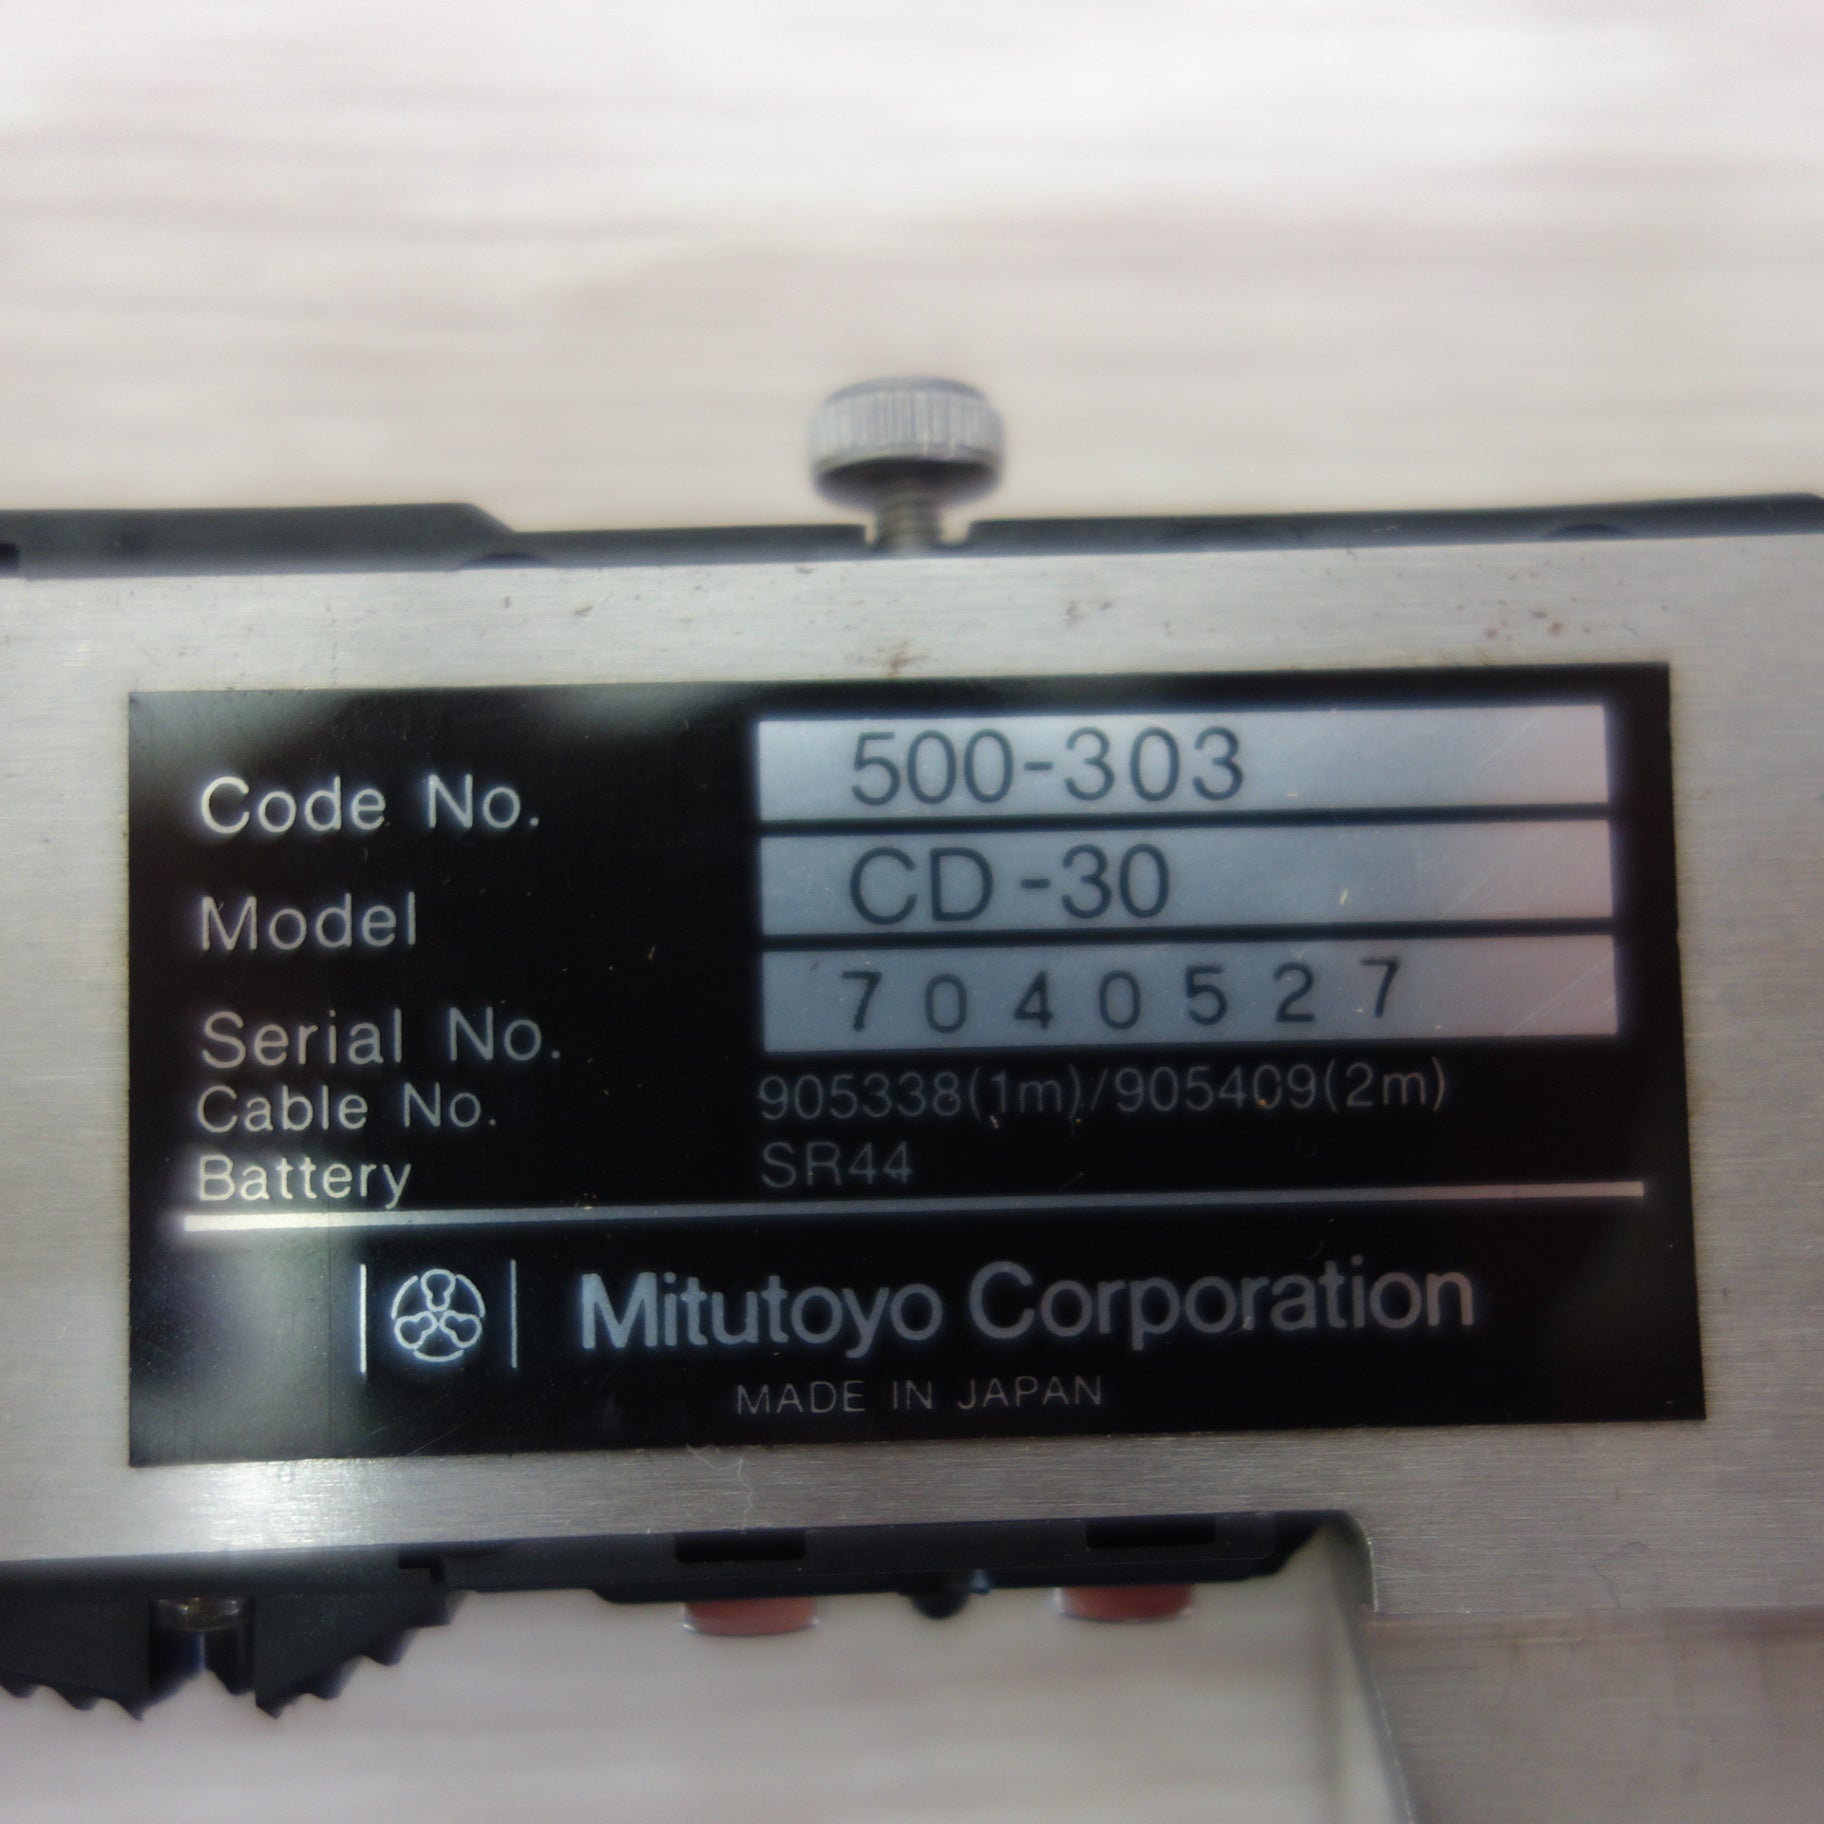 Code No. 500-303
Model CD-30
Serial No. 7040527
Cable No. 905338(1m)/905409(2m)
Battery SR44
Mitutoyo Corporation
MADE IN JAPAN